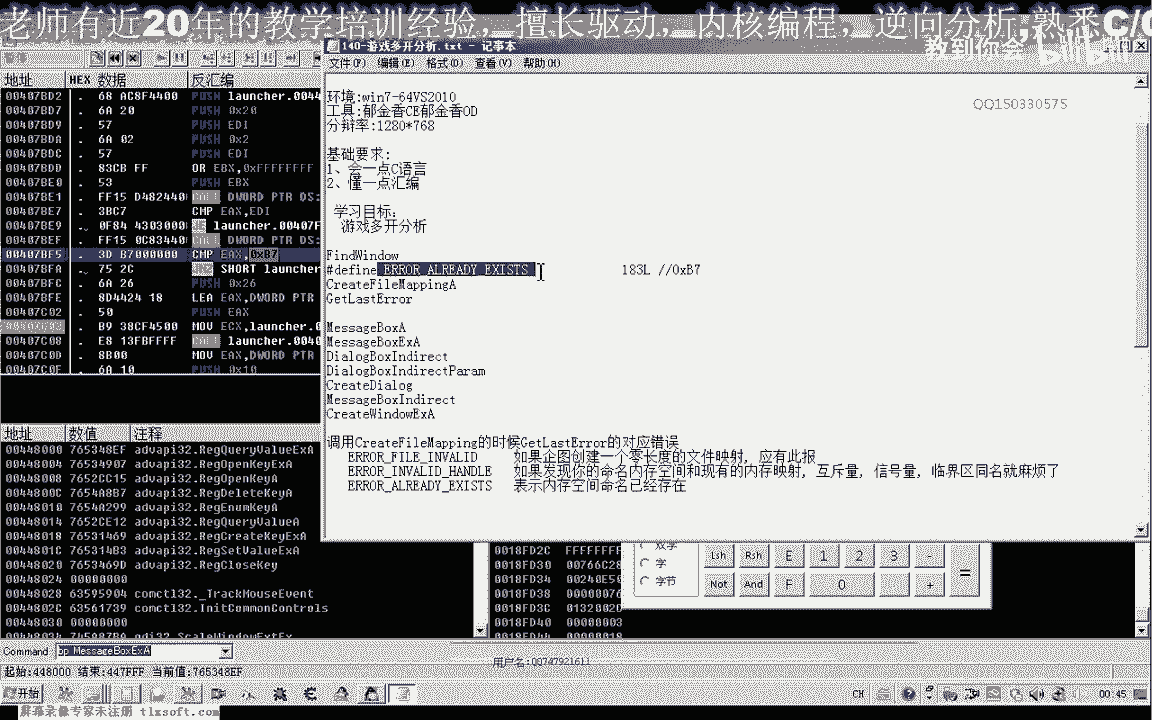 老师有近20年的教学培训经验, 擅长驱动, 内核编程, 逆向分析,熟悉C/C
教到你会
bilibili
140-游戏多开分析.txt - 记事本
文件(F) 编辑(E) 格式(O) 查看(V) 帮助(H)
QQ150330575
环境:win7-64VS2010
工具:郁金香CE郁金香OD
分辩率:1280*768
基础要求:
1、会一点C语言
2、懂一点汇编
学习目标:
游戏多开分析
FindWindow
#define ERROR_ALREADY_EXISTS 183L //0xB7
CreateFileMappingA
GetLastError
MessageBoxA
MessageBoxExA
DialogBoxIndirect
DialogBoxIndirectParam
CreateDialog
MessageBoxIndirect
CreateWindowExA
调用CreateFileMapping的时候GetLastError的对应错误
ERROR_FILE_INVALID 如果企图创建一个零长度的文件映射, 应有此报
ERROR_INVALID_HANDLE 如果发现你的命名内存空间和现有的内存映射, 互斥量, 信号量, 临界区同名就麻烦了
ERROR_ALREADY_EXISTS 表示内存空间命名已经存在
地址 HEX 数据 反汇编
00407BD2 . 68 AC8F4400 PUSH launcher.0044
00407BD7 . 6A 20 PUSH 0x20
00407BD9 . 57 PUSH EDI
00407BDA . 6A 02 PUSH 0x2
00407BDC . 57 PUSH EDI
00407BDD . 83CB FF OR EBX,0xFFFFFFFF
00407BE0 . 53 PUSH EBX
00407BE1 . FF15 D4824400 CALL DWORD PTR DS:
00407BE7 . 3BC7 CMP EAX,EDI
00407BE9 . 0F84 43030000 JE launcher.00407F
00407BEF . FF15 0C834400 CALL DWORD PTR DS:
00407BF5 . 3D B7000000 CMP EAX,0xB7
00407BFA . 75 2C SHORT launcher
00407BFC . 6A 26 PUSH 0x26
00407BFE . 8D4424 18 LEA EAX,DWORD PTR
00407C02 . 50 PUSH EAX
00407C03 . B9 38CF4500 MOV ECX,launcher.0
00407C08 . E8 13FBFFFF CALL launcher.0040
00407C0D . 8B00 MOV EAX,DWORD PTR
00407C0F . 6A 10 PUSH 0x10
地址 数值 注释
00448000 765348EF advapi32.RegQueryValueExA
00448004 76534907 advapi32.RegOpenKeyExA
00448008 7652CC15 advapi32.RegOpenKeyA
0044800C 7654A8B7 advapi32.RegDeleteKeyA
00448010 7654A299 advapi32.RegEnumKeyA
00448014 7652CE12 advapi32.RegQueryValueA
00448018 76531469 advapi32.RegCreateKeyExA
0044801C 765314B3 advapi32.RegSetValueExA
00448020 7653469D advapi32.RegCloseKey
00448024 00000000
00448028 63595904 comctl32._TrackMouseEvent
0044802C 63561739 comctl32.InitCommonControls
00448030 00000000
0018FD2C FFFFFFFF
0018FD30 00766C28
0018FD34 00240E50
0018FD38 00000076
0018FD3C 0132002D
0018FD40 00000003
双字
字
字节
Lsh Rsh E 1 2 3 -
Not And F 0 + =
Command bp MessageBoxExA
用户名:00747921611
起始:448000 结束:447FFF 当前值:765348EF
开始
CH
00:45
屏幕录像专家未注册 tlxsoft.com